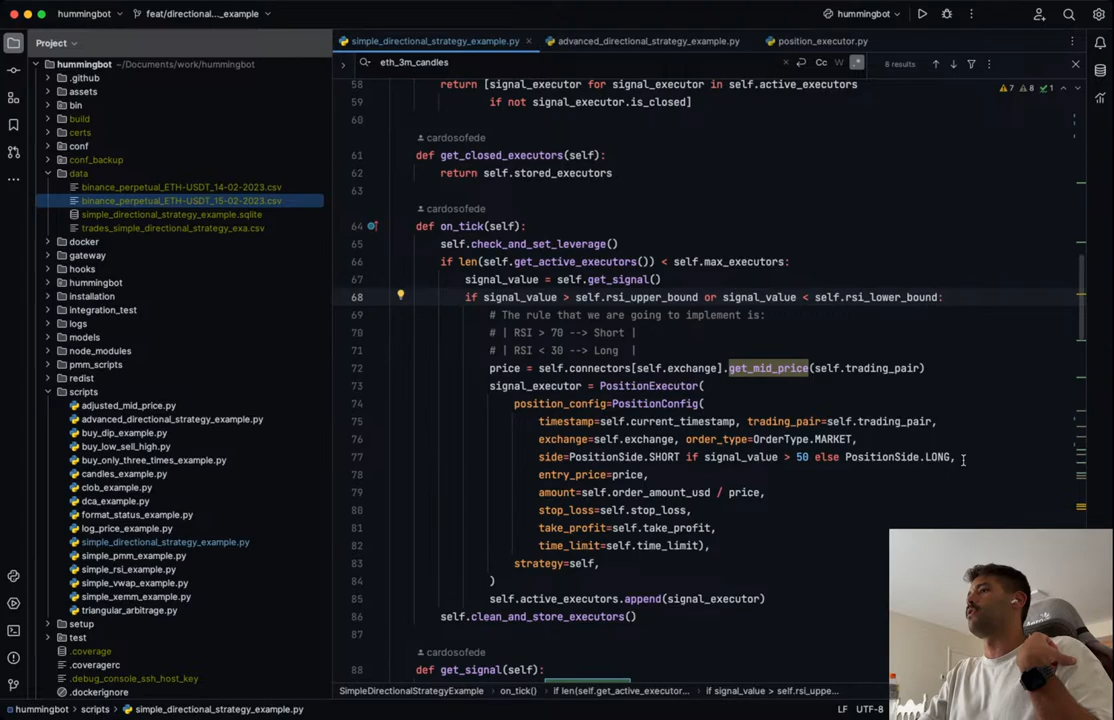 hummingbot
feat/directional..._example
hummingbot
Project
simple_directional_strategy_example.py
advanced_directional_strategy_example.py
position_executor.py
eth_3m_candles
Cc W .*
8 results
7 8 1
hummingbot ~/Documents/work/hummingbot
.github
assets
bin
build
certs
conf
conf_backup
data
binance_perpetual_ETH-USDT_14-02-2023.csv
binance_perpetual_ETH-USDT_15-02-2023.csv
simple_directional_strategy_example.sqlite
trades_simple_directional_strategy_exa.csv
docker
gateway
hooks
hummingbot
installation
integration_test
logs
models
node_modules
pmm_scripts
redist
scripts
adjusted_mid_price.py
advanced_directional_strategy_example.py
buy_dip_example.py
buy_low_sell_high.py
buy_only_three_times_example.py
candles_example.py
clob_example.py
dca_example.py
format_status_example.py
log_price_example.py
simple_directional_strategy_example.py
simple_pmm_example.py
simple_rsi_example.py
simple_vwap_example.py
simple_xemm_example.py
triangular_arbitrage.py
setup
test
.coverage
.coveragerc
.debug_console_ssh_host_key
.dockerignore
58 return [signal_executor for signal_executor in self.active_executors
59 if not signal_executor.is_closed]
60
cardosofede
61 def get_closed_executors(self):
62 return self.stored_executors
63
cardosofede
64 def on_tick(self):
65 self.check_and_set_leverage()
66 if len(self.get_active_executors()) < self.max_executors:
67 signal_value = self.get_signal()
68 if signal_value > self.rsi_upper_bound or signal_value < self.rsi_lower_bound:
69 # The rule that we are going to implement is:
70 # | RSI > 70 --> Short |
71 # | RSI < 30 --> Long |
72 price = self.connectors[self.exchange].get_mid_price(self.trading_pair)
73 signal_executor = PositionExecutor(
74 position_config=PositionConfig(
75 timestamp=self.current_timestamp, trading_pair=self.trading_pair,
76 exchange=self.exchange, order_type=OrderType.MARKET,
77 side=PositionSide.SHORT if signal_value > 50 else PositionSide.LONG,
78 entry_price=price,
79 amount=self.order_amount_usd / price,
80 stop_loss=self.stop_loss,
81 take_profit=self.take_profit,
82 time_limit=self.time_limit),
83 strategy=self,
84 )
85 self.active_executors.append(signal_executor)
86 self.clean_and_store_executors()
87
cardosofede
88 def get_signal(self):
SimpleDirectionalStrategyExample
on_tick()
if len(self.get_active_executor...
if signal_value > self.rsi_uppe...
hummingbot
scripts
simple_directional_strategy_example.py
LF UTF-8